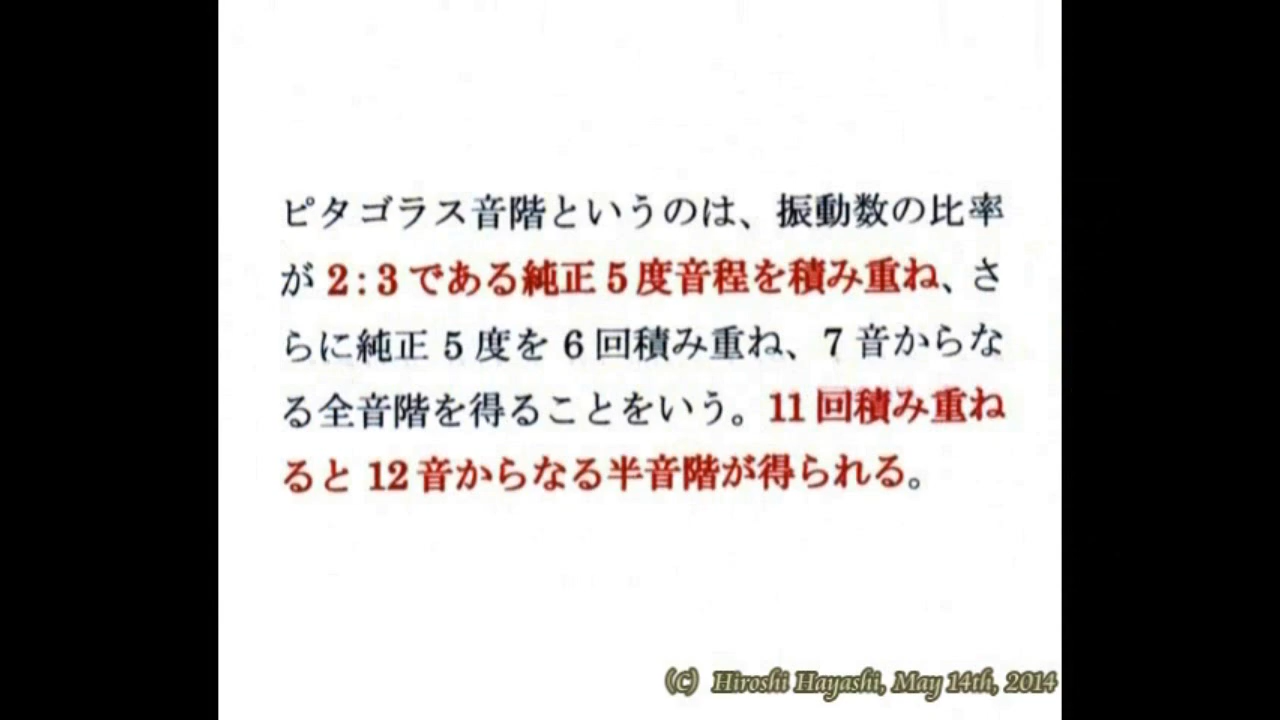 ピタゴラス音階というのは、振動数の比率
が 2 : 3 である純正 5 度音程を積み重ね、さ
らに純正 5 度を 6 回積み重ね、7 音からな
る全音階を得ることをいう。11 回積み重ね
ると 12 音からなる半音階が得られる。
(C) Hiroshi Hayashi, May 14th, 2014